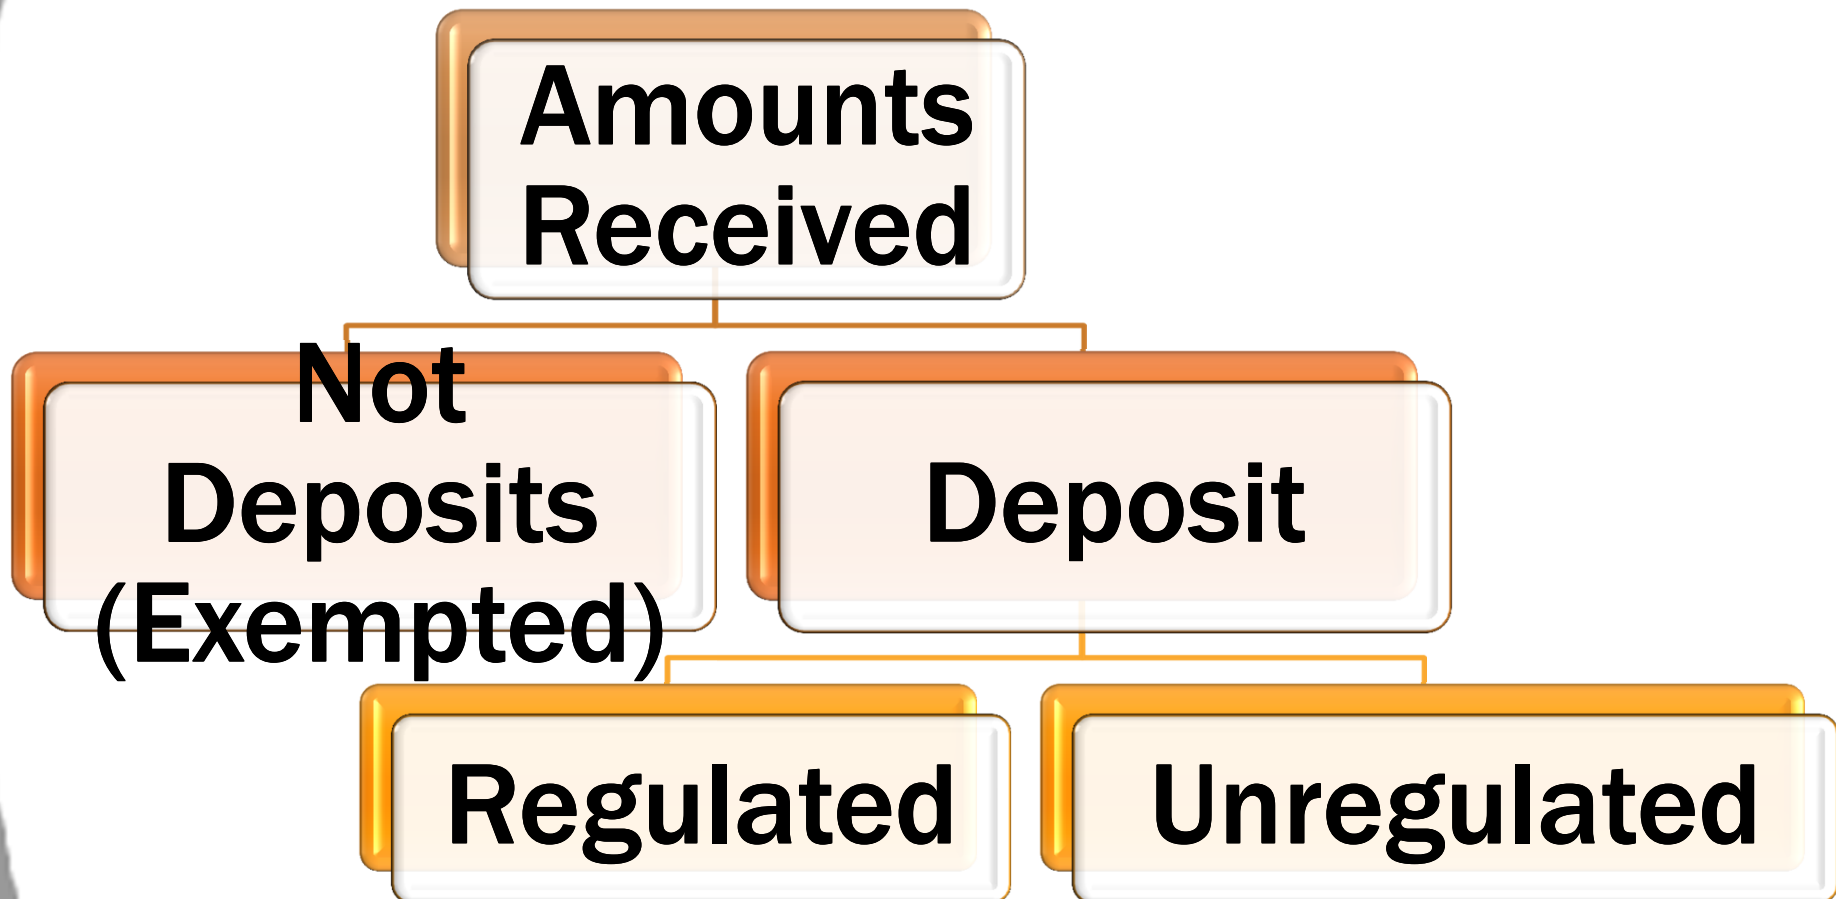 Amounts
Received
Not
Deposits
(Exempted)
Deposit
Regulated
Unregulated